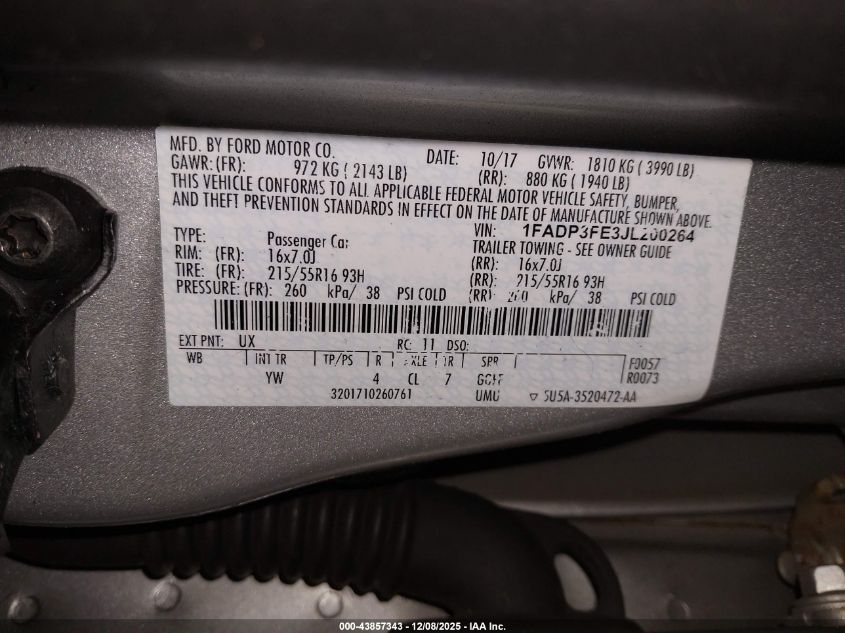 MFD. BY FORD MOTOR CO. DATE: 10/17 GVWR: 1810 KG ( 3990 LB)
GAWR: (FR): 972 KG ( 2143 LB) (RR): 880 KG ( 1940 LB)
THIS VEHICLE CONFORMS TO ALL APPLICABLE FEDERAL MOTOR VEHICLE SAFETY, BUMPER,
AND THEFT PREVENTION STANDARDS IN EFFECT ON THE DATE OF MANUFACTURE SHOWN ABOVE.
VIN: 1FADP3FE3JL200264
TYPE: Passenger Car TRAILER TOWING - SEE OWNER GUIDE
RIM: (FR): 16x7.0J (RR): 16x7.0J
TIRE: (FR): 215/55R16 93H (RR): 215/55R16 93H
PRESSURE: (FR): 260 kPa/ 38 PSI COLD (RR): 260 kPa/ 38 PSI COLD
EXT PNT: UX RC: 11 DSO:
WB INT TR TP/PS R AXLE TR SPR F0057
YW 4 CL 7 R0073
3201710260761 UMU ▽ 5U5A-3520472-AA
000-43857343 - 12/08/2025 - IAA Inc.